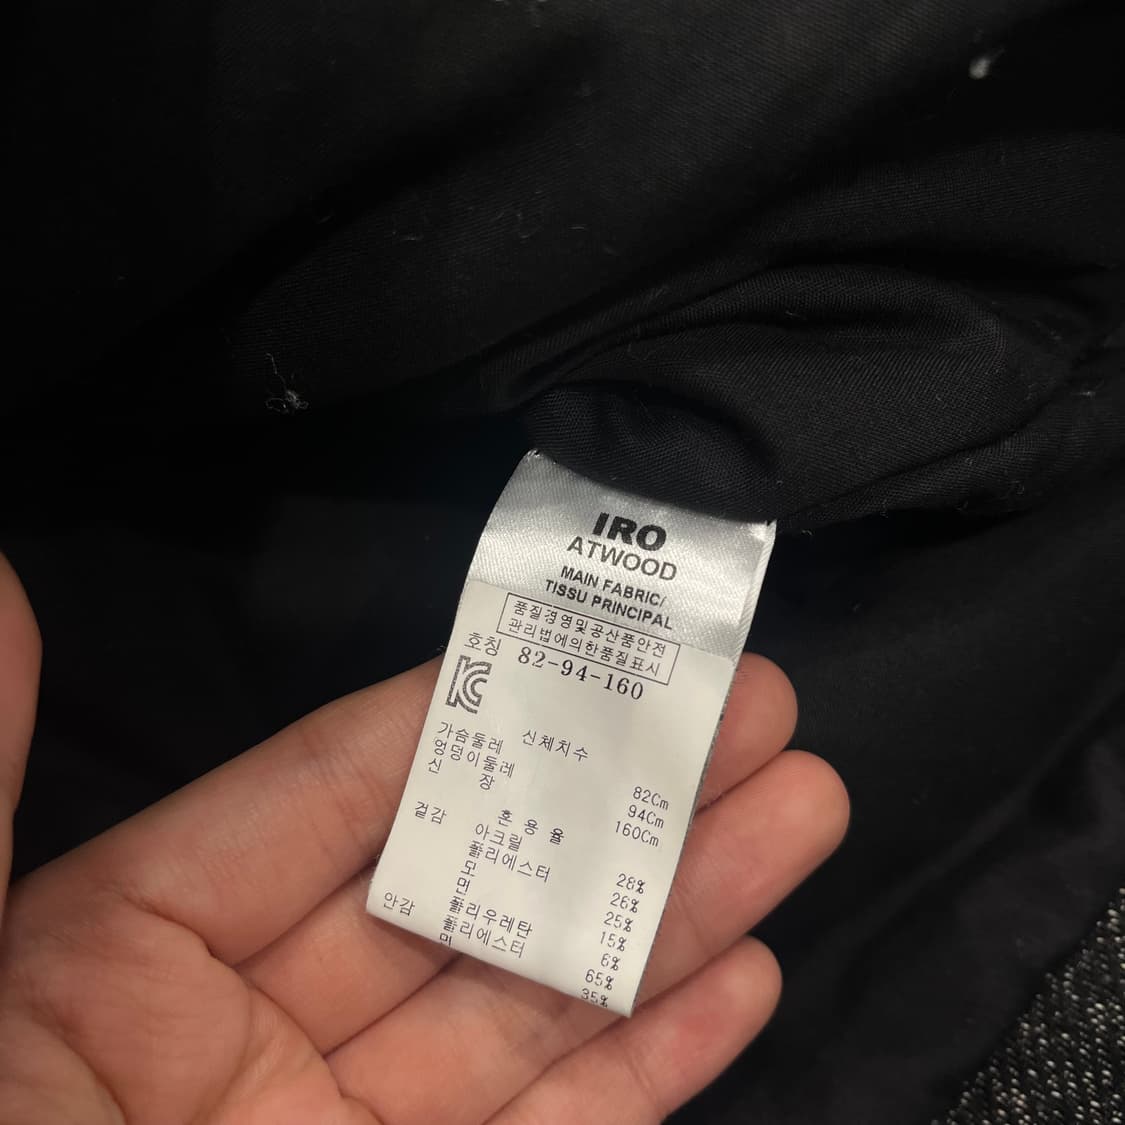 IRO
ATWOOD
MAIN FABRIC/
TISSU PRINCIPAL
품질경영및공산품안전
관리법에의한품질표시
호칭 82-94-160
신체치수
가슴둘레 82Cm
엉덩이둘레 94Cm
신 장 160Cm
혼 용 율
겉감 아크릴 28%
폴리에스터 26%
모 25%
면 15%
폴리우레탄 6%
안감 폴리에스터 65%
면 35%